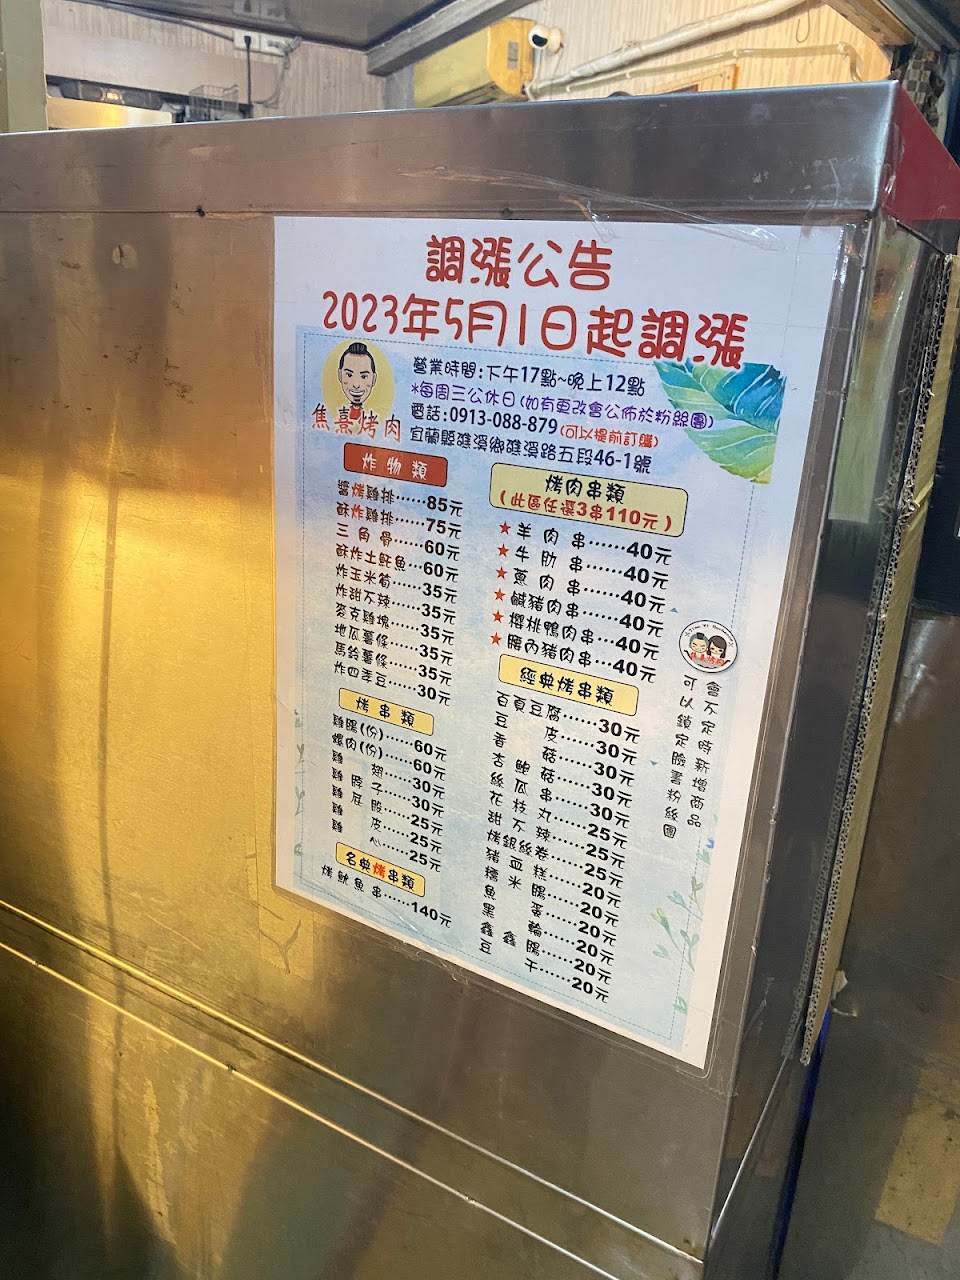 調漲公告
2023年5月1日起調漲
營業時間:下午17點~晚上12點
*每周三公休日(如有更改會公佈於粉絲團)
電話:0913-088-879(可以提前訂購)
宜蘭縣礁溪鄉礁溪路五段46-1號
焦熹烤肉
炸物類
醬烤雞排……85元
酥炸雞排……75元
三角骨……60元
酥炸土魠魚…60元
炸玉米筍……35元
炸甜不辣……35元
麥克雞塊……35元
地瓜薯條……35元
馬鈴薯條……35元
炸四季豆……30元
烤串類
雞腸(份)……60元
螺肉(份)……60元
雞翅……30元
雞脖子……30元
雞屁股……25元
雞皮……25元
雞心……25元
名典烤串類
烤魷魚串……140元
烤肉串類
(此區任選3串110元)
★羊肉串……40元
★牛肋串……40元
★蔥肉串……40元
★鹹豬肉串…40元
★櫻桃鴨肉串…40元
★腰內豬肉串…40元
經典烤串類
百頁豆腐……30元
豆皮……30元
香菇……30元
杏鮑菇……30元
絲瓜串……30元
花枝丸……25元
甜不辣……25元
烤銀絲卷……25元
豬血糕……20元
糯米腸……20元
魚蛋……20元
黑輪……20元
鑫鑫腸……20元
豆干……20元
焦熹烤肉
會不定時新增商品
可以鎖定臉書粉絲團